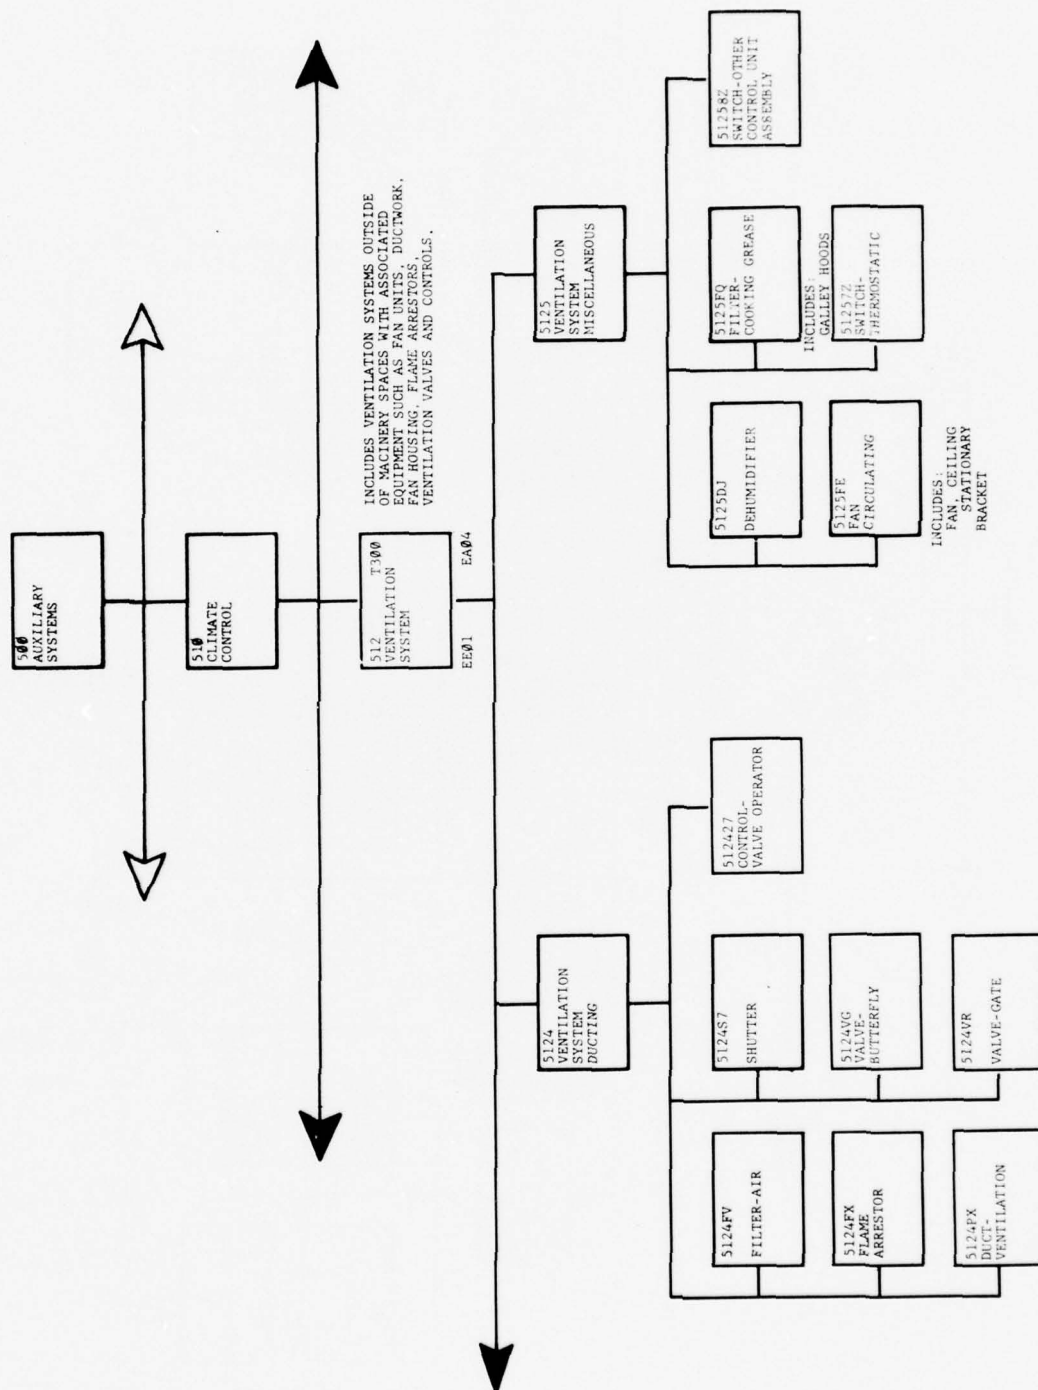 500
AUXILIARY
SYSTEMS
510
CLIMATE
CONTROL
512 T300
VENTILATION
SYSTEM
INCLUDES VENTILATION SYSTEMS OUTSIDE
OF MACINERY SPACES WITH ASSOCIATED
EQUIPMENT SUCH AS FAN UNITS, DUCTWORK,
FAN HOUSING, FLAME ARRESTORS,
VENTILATION VALVES AND CONTROLS.
EEØ1 EAØ4
5124
VENTILATION
SYSTEM
DUCTING
5125
VENTILATION
SYSTEM
MISCELLANEOUS
5124FV
FILTER-AIR
5124S7
SHUTTER
512427
CONTROL-
VALVE OPERATOR
5124FX
FLAME
ARRESTOR
5124VG
VALVE-
BUTTERFLY
5124PX
DUCT-
VENTILATION
5124VR
VALVE-GATE
5125DJ
DEHUMIDIFIER
5125FQ
FILTER-
COOKING GREASE
INCLUDES:
GALLEY HOODS
51258Z
SWITCH-OTHER
CONTROL UNIT
ASSEMBLY
5125FE
FAN
CIRCULATING
INCLUDES:
FAN, CEILING
STATIONARY
BRACKET
51257Z
SWITCH-
THERMOSTATIC